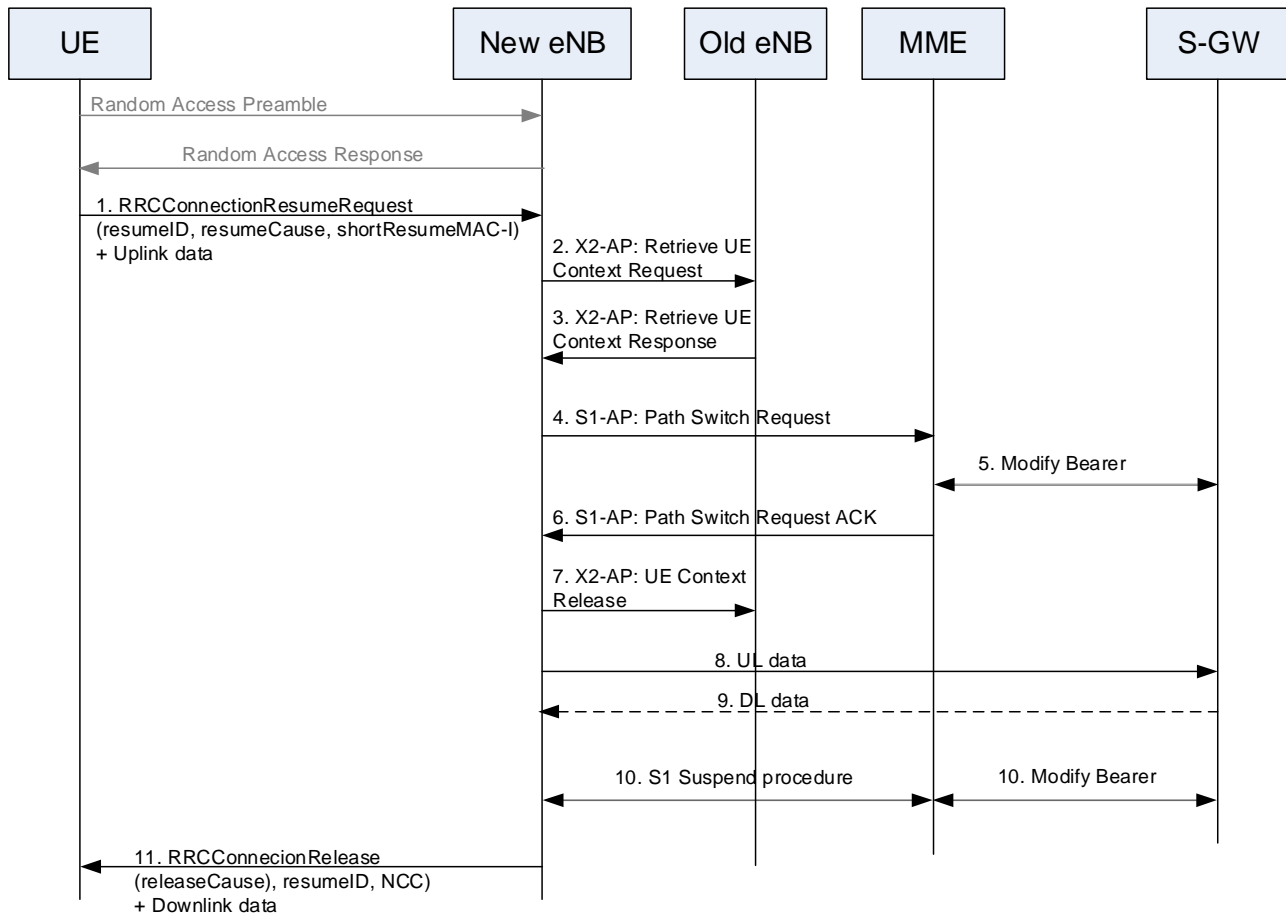 UE
New eNB
Old eNB
MME
S-GW
Random Access Preamble
Random Access Response
1. RRCConnectionResumeRequest
(resumeID, resumeCause, shortResumeMAC-I)
+ Uplink data
2. X2-AP: Retrieve UE
Context Request
3. X2-AP: Retrieve UE
Context Response
4. S1-AP: Path Switch Request
5. Modify Bearer
6. S1-AP: Path Switch Request ACK
7. X2-AP: UE Context
Release
8. UL data
9. DL data
10. S1 Suspend procedure
10. Modify Bearer
11. RRCConnecionRelease
(releaseCause), resumeID, NCC)
+ Downlink data